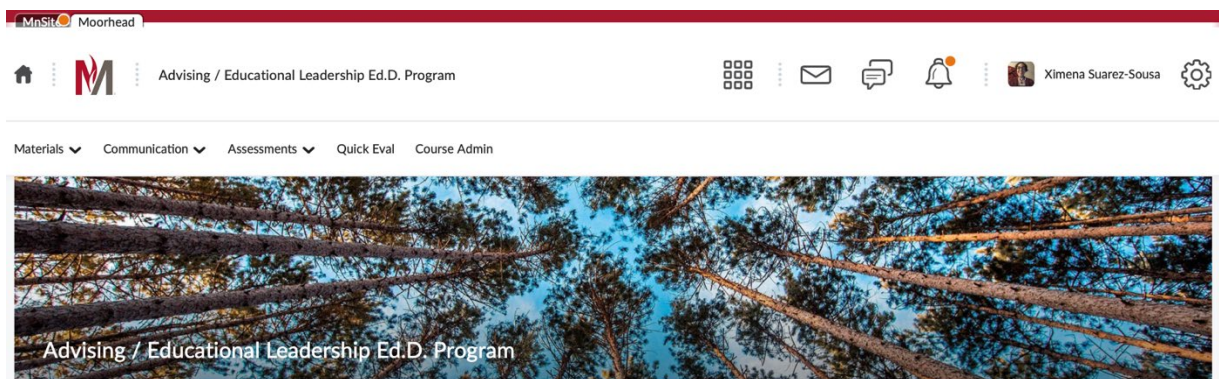 MnSite Moorhead
M Advising / Educational Leadership Ed.D. Program Ximena Suarez-Sousa
Materials Communication Assessments Quick Eval Course Admin
Advising / Educational Leadership Ed.D. Program